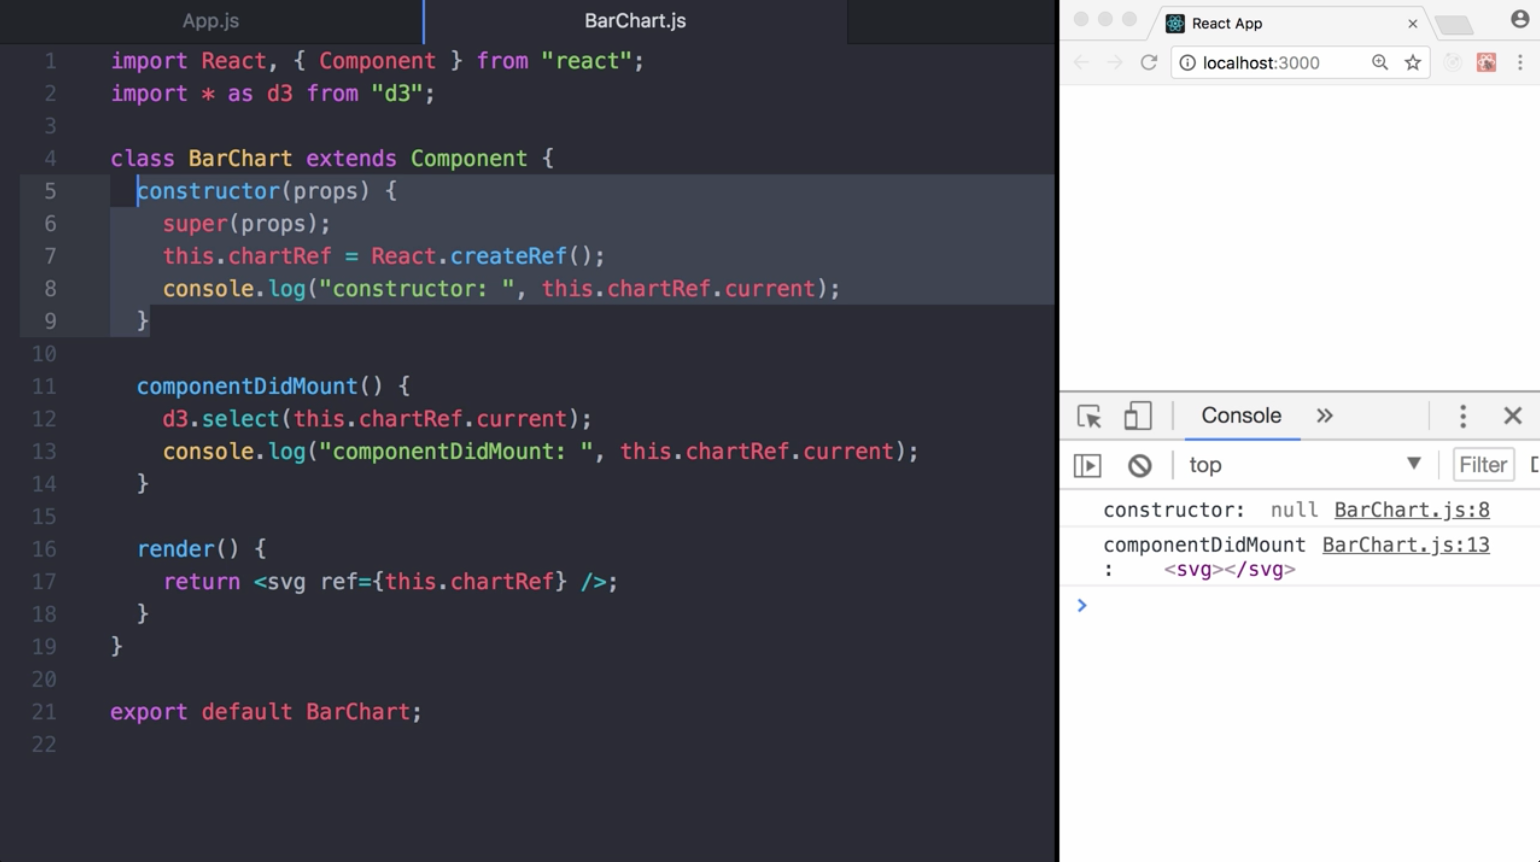 App.js
BarChart.js
1 import React, { Component } from "react";
2 import * as d3 from "d3";
3
4 class BarChart extends Component {
5 constructor(props) {
6 super(props);
7 this.chartRef = React.createRef();
8 console.log("constructor: ", this.chartRef.current);
9 }
10
11 componentDidMount() {
12 d3.select(this.chartRef.current);
13 console.log("componentDidMount: ", this.chartRef.current);
14 }
15
16 render() {
17 return <svg ref={this.chartRef} />;
18 }
19 }
20
21 export default BarChart;
22
React App
localhost:3000
Console
top
Filter
constructor: null BarChart.js:8
componentDidMount BarChart.js:13
: <svg></svg>